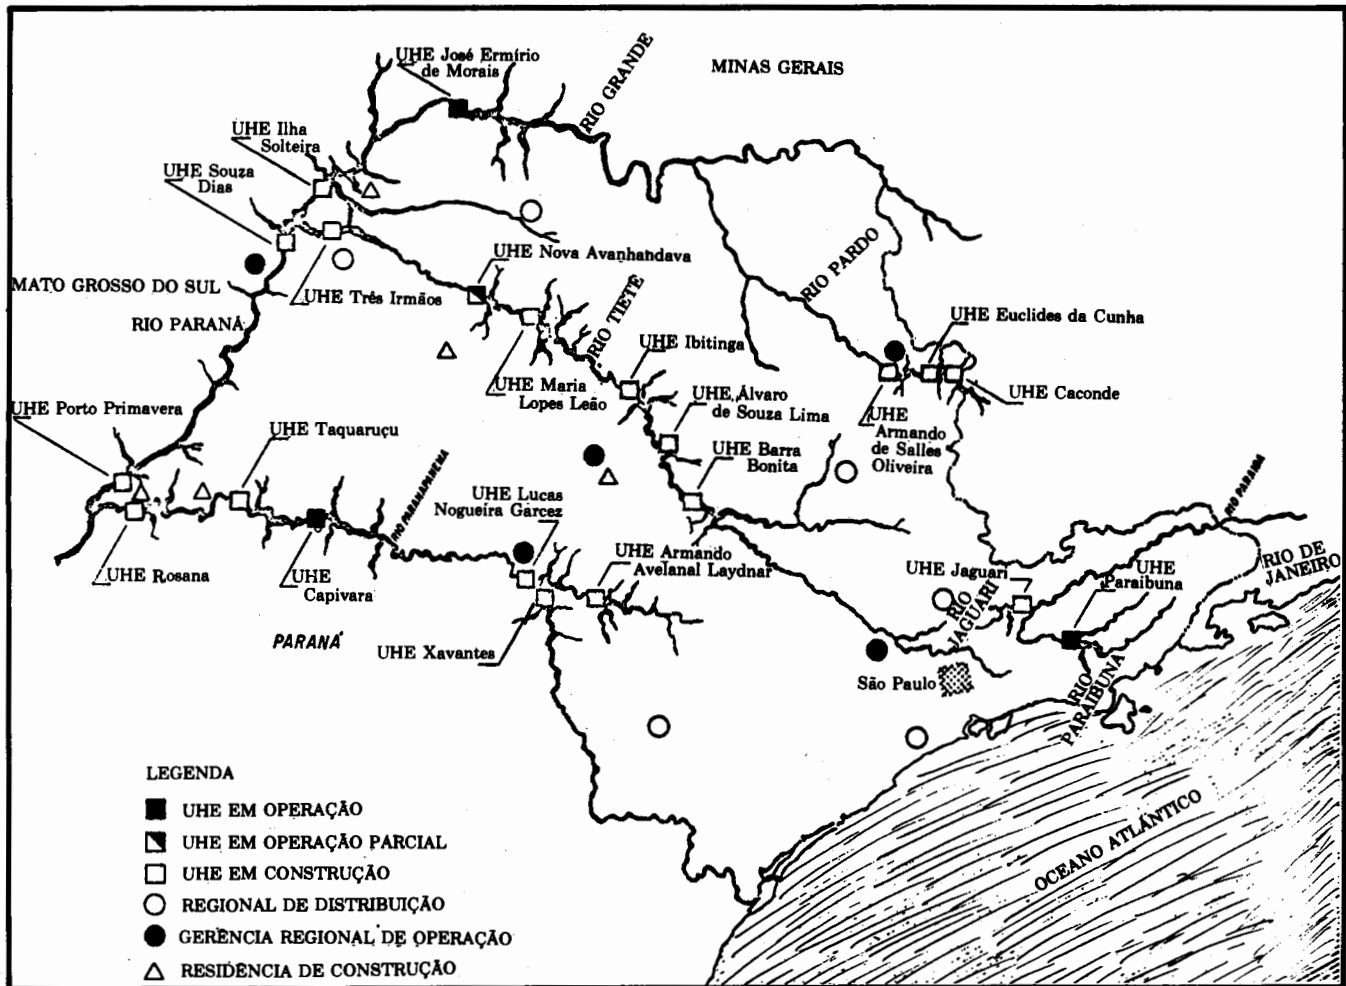 UHE José Ermírio
de Morais
RIO GRANDE
MINAS GERAIS
UHE Ilha
Solteira
UHE Souza
Dias
UHE Nova Avanhandava
MATO GROSSO DO SUL
UHE Três Irmãos
RIO PARANÁ
RIO TIETÊ
RIO PARDO
UHE Euclides da Cunha
UHE Ibitinga
UHE Maria
Lopes Leão
UHE Álvaro
de Souza Lima
UHE Caconde
UHE
Armando
de Salles
Oliveira
UHE Porto Primavera
UHE Taquaruçu
UHE Barra
Bonita
RIO PARANAPANEMA
UHE Lucas
Nogueira Garcez
RIO PARAIBA
UHE Rosana
UHE
Capivara
UHE Armando
Avelanal Laydnar
UHE Jaguari
UHE
Paraibuna
RIO DE
JANEIRO
RIO
JAGUARI
PARANÁ
UHE Xavantes
São Paulo
RIO
PARAIBUNA
OCEANO ATLÁNTICO
LEGENDA
UHE EM OPERAÇÃO
UHE EM OPERAÇÃO PARCIAL
UHE EM CONSTRUÇÃO
REGIONAL DE DISTRIBUIÇÃO
GERÊNCIA REGIONAL DE OPERAÇÃO
RESIDÊNCIA DE CONSTRUÇÃO